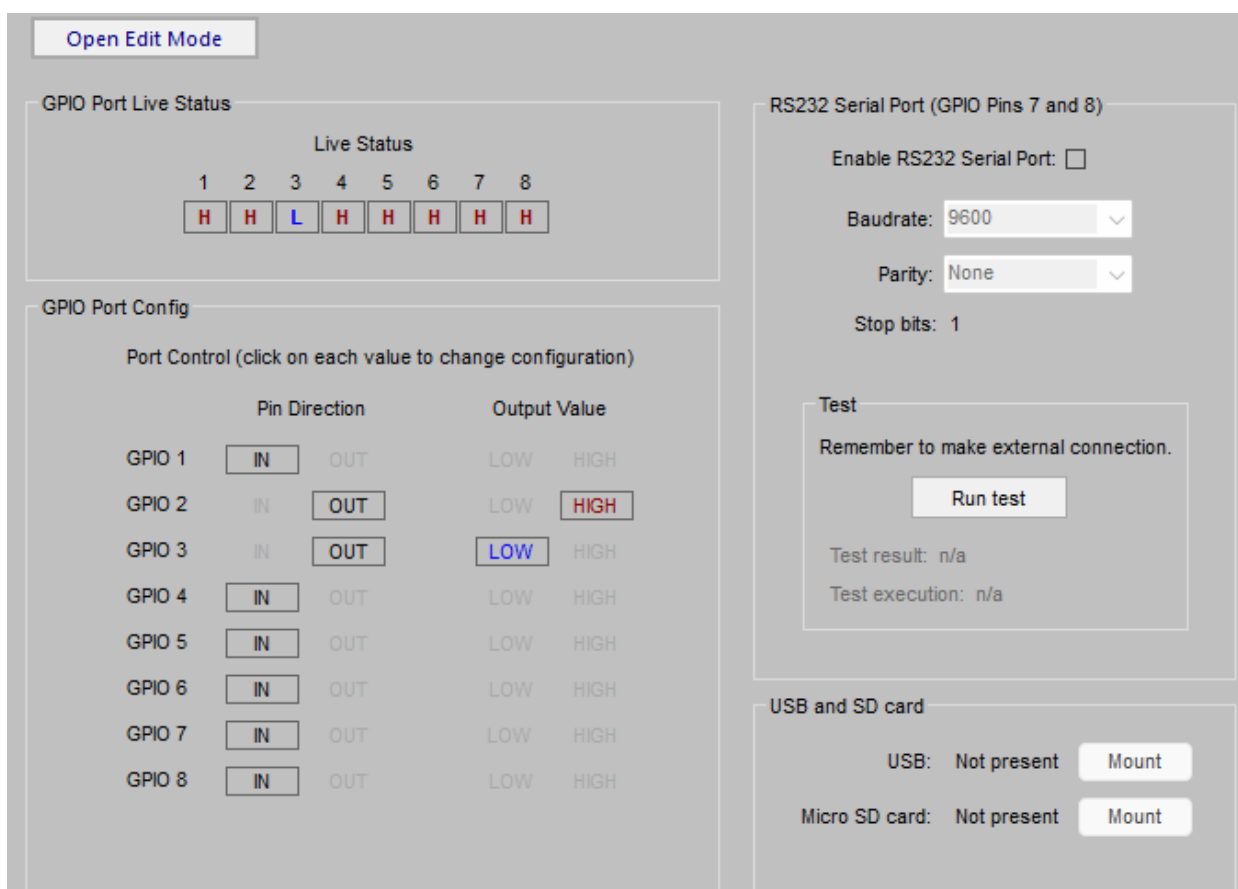 Open Edit Mode
GPIO Port Live Status
Live Status
1 2 3 4 5 6 7 8
H H L H H H H H
GPIO Port Config
Port Control (click on each value to change configuration)
Pin Direction Output Value
GPIO 1 IN OUT LOW HIGH
GPIO 2 IN OUT LOW HIGH
GPIO 3 IN OUT LOW HIGH
GPIO 4 IN OUT LOW HIGH
GPIO 5 IN OUT LOW HIGH
GPIO 6 IN OUT LOW HIGH
GPIO 7 IN OUT LOW HIGH
GPIO 8 IN OUT LOW HIGH
RS232 Serial Port (GPIO Pins 7 and 8)
Enable RS232 Serial Port:
Baudrate: 9600
Parity: None
Stop bits: 1
Test
Remember to make external connection.
Run test
Test result: n/a
Test execution: n/a
USB and SD card
USB: Not present Mount
Micro SD card: Not present Mount